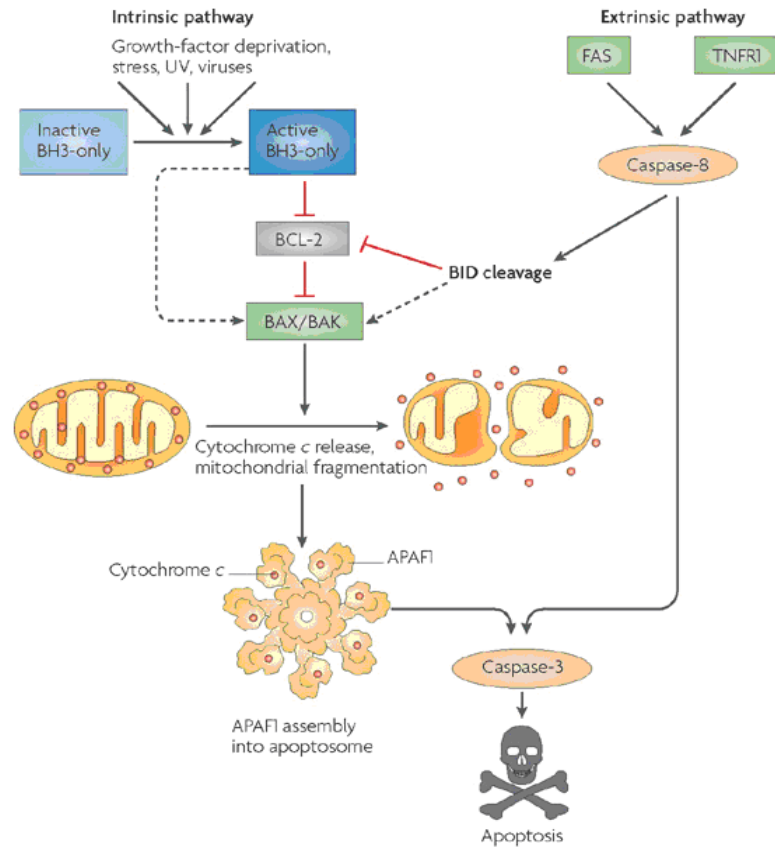 Intrinsic pathway
Extrinsic pathway
Growth-factor deprivation,
stress, UV, viruses
FAS
TNFR1
Inactive
BH3-only
Active
BH3-only
Caspase-8
BCL-2
BID cleavage
BAX/BAK
Cytochrome c release,
mitochondrial fragmentation
Cytochrome c
APAF1
Caspase-3
APAF1 assembly
into apoptosome
Apoptosis